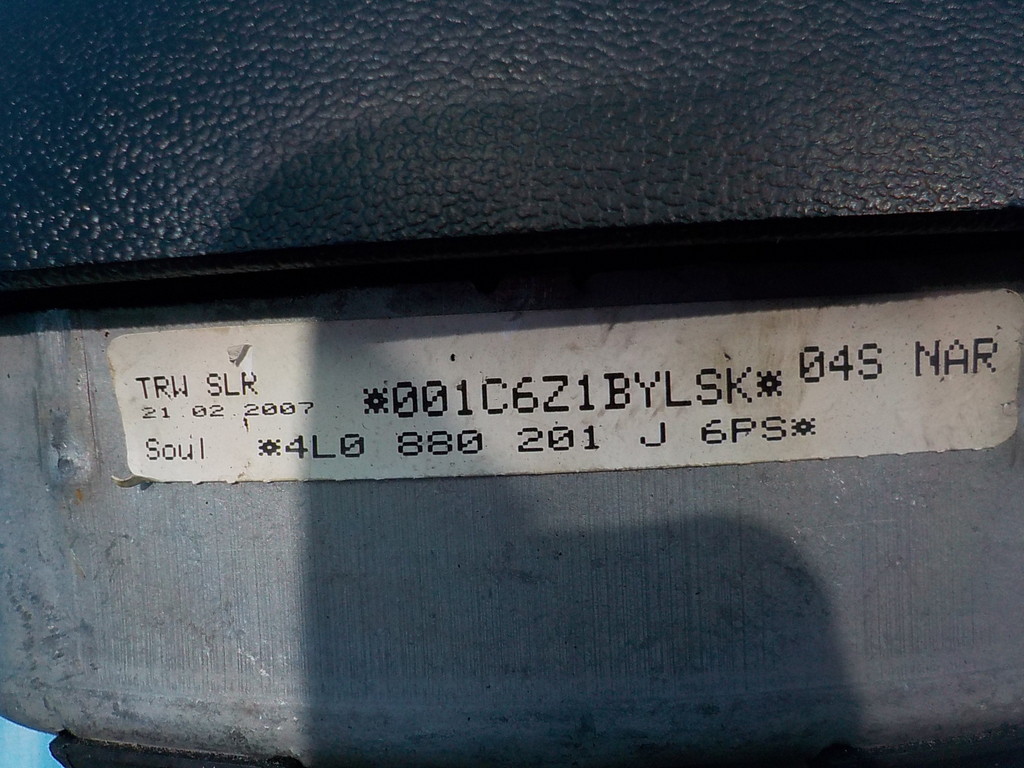 TRW SLR *001C6Z1BYLSK* 04S NAR
21.02.2007
Soul *4L0 880 201 J 6PS*